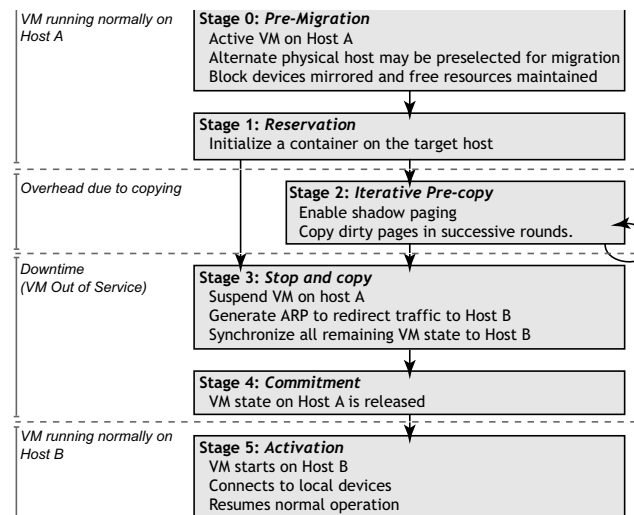 VM running normally on
Host A
Stage 0: Pre-Migration
Active VM on Host A
Alternate physical host may be preselected for migration
Block devices mirrored and free resources maintained
Stage 1: Reservation
Initialize a container on the target host
Overhead due to copying
Stage 2: Iterative Pre-copy
Enable shadow paging
Copy dirty pages in successive rounds.
Downtime
(VM Out of Service)
Stage 3: Stop and copy
Suspend VM on host A
Generate ARP to redirect traffic to Host B
Synchronize all remaining VM state to Host B
Stage 4: Commitment
VM state on Host A is released
VM running normally on
Host B
Stage 5: Activation
VM starts on Host B
Connects to local devices
Resumes normal operation